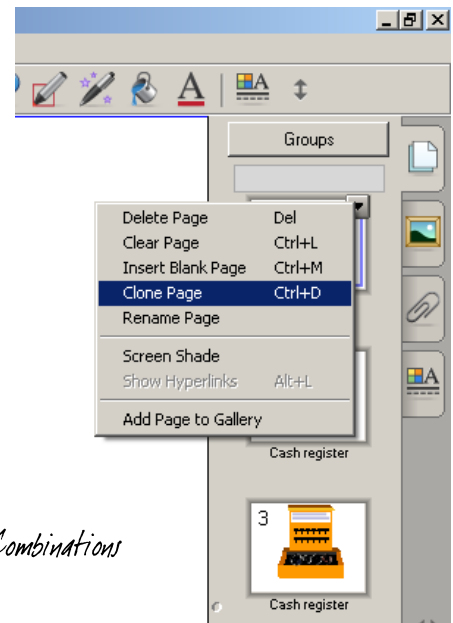 A
A
Groups
Delete Page Del
Clear Page Ctrl+L
Insert Blank Page Ctrl+M
Clone Page Ctrl+D
Rename Page
Screen Shade
Show Hyperlinks Alt+L
Add Page to Gallery
A
Cash register
Combinations
3
Cash register